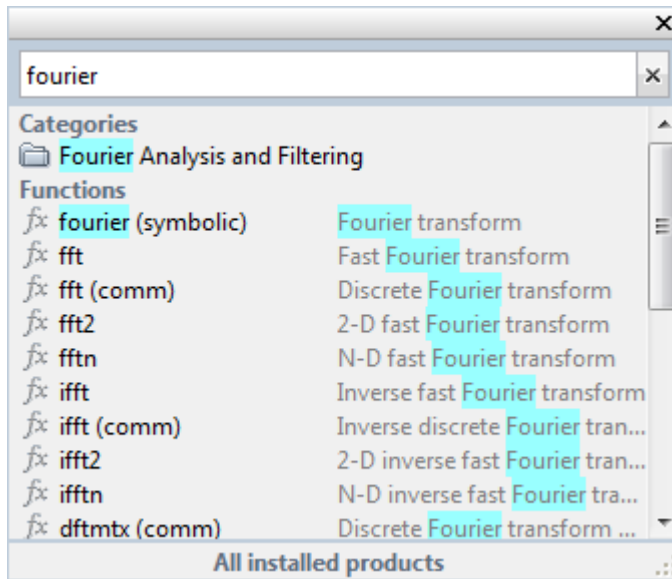 fourier
Categories
Fourier Analysis and Filtering
Functions
fx fourier (symbolic) Fourier transform
fx fft Fast Fourier transform
fx fft (comm) Discrete Fourier transform
fx fft2 2-D fast Fourier transform
fx fftn N-D fast Fourier transform
fx ifft Inverse fast Fourier transform
fx ifft (comm) Inverse discrete Fourier tran...
fx ifft2 2-D inverse fast Fourier tran...
fx ifftn N-D inverse fast Fourier tra...
fx dftmtx (comm) Discrete Fourier transform ...
All installed products